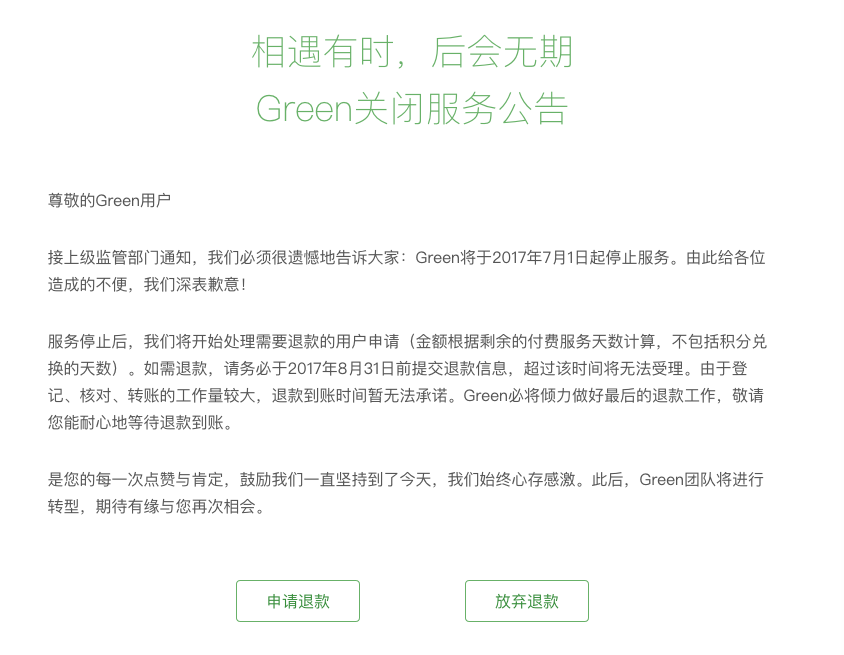 相遇有时，后会无期
Green关闭服务公告
尊敬的Green用户
接上级监管部门通知，我们必须很遗憾地告诉大家：Green将于2017年7月1日起停止服务。由此给各位
造成的不便，我们深表歉意！
服务停止后，我们将开始处理需要退款的用户申请（金额根据剩余的付费服务天数计算，不包括积分兑
换的天数）。如需退款，请务必于2017年8月31日前提交退款信息，超过该时间将无法受理。由于登
记、核对、转账的工作量较大，退款到账时间暂无法承诺。Green必将倾力做好最后的退款工作，敬请
您能耐心地等待退款到账。
是您的每一次点赞与肯定，鼓励我们一直坚持到了今天，我们始终心存感激。此后，Green团队将进行
转型，期待有缘与您再次相会。
申请退款
放弃退款